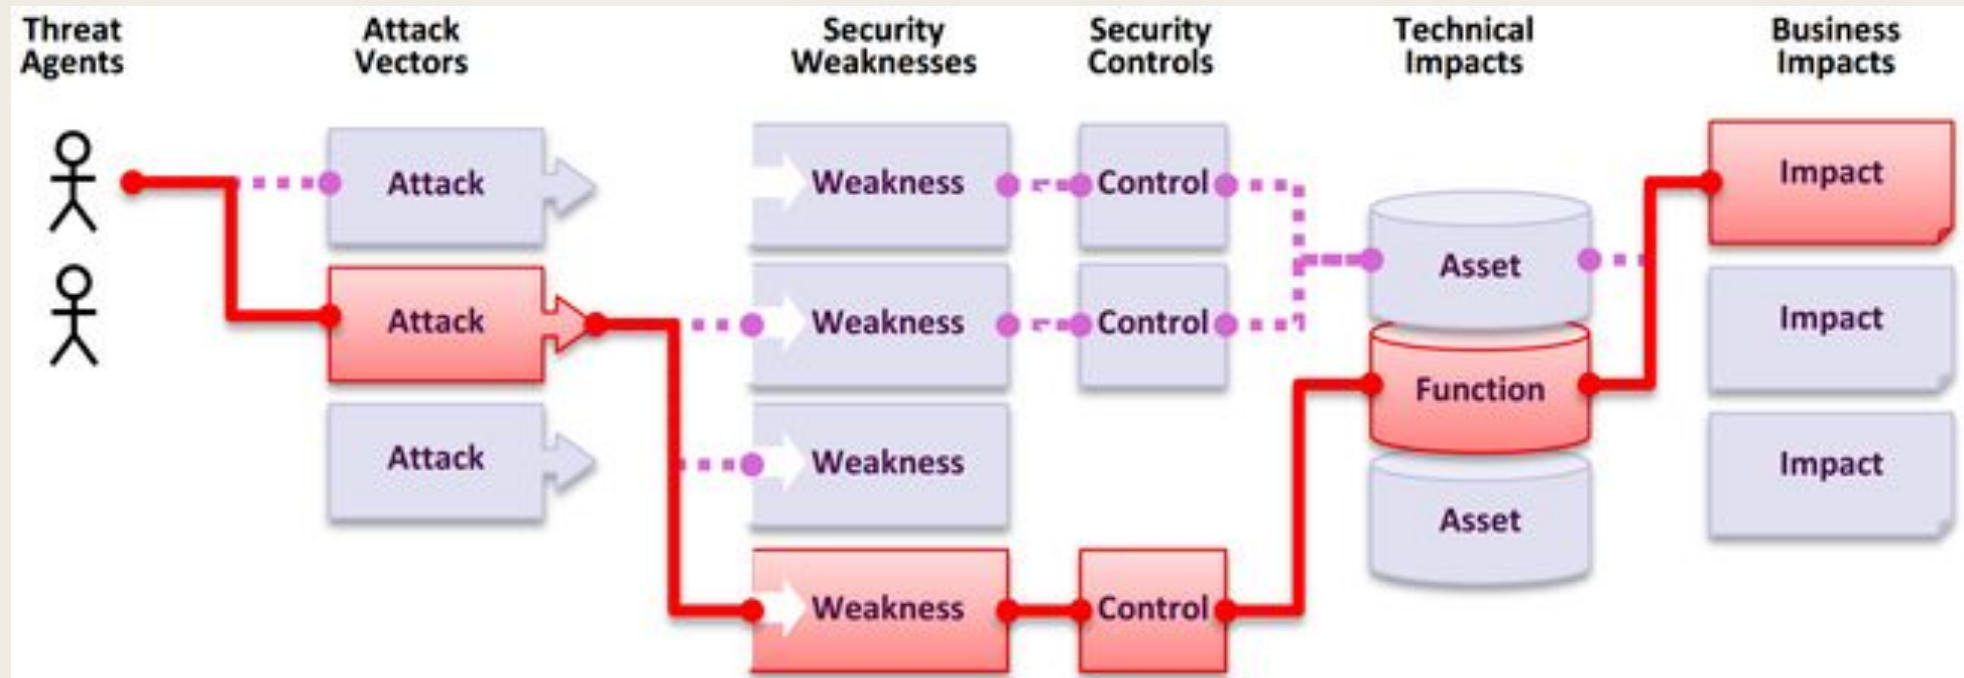 Threat
Agents
Attack
Vectors
Security
Weaknesses
Security
Controls
Technical
Impacts
Business
Impacts
Attack
Weakness
Control
Impact
Asset
Attack
Weakness
Control
Impact
Function
Attack
Weakness
Impact
Asset
Weakness
Control